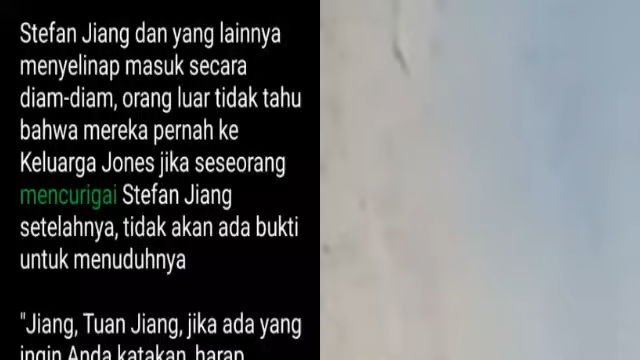 Stefan Jiang dan yang lainnya
menyelinap masuk secara
diam-diam, orang luar tidak tahu
bahwa mereka pernah ke
Keluarga Jones jika seseorang
mencurigai Stefan Jiang
setelahnya, tidak akan ada bukti
untuk menuduhnya
"Jiang, Tuan Jiang, jika ada yang
ingin Anda katakan, harap